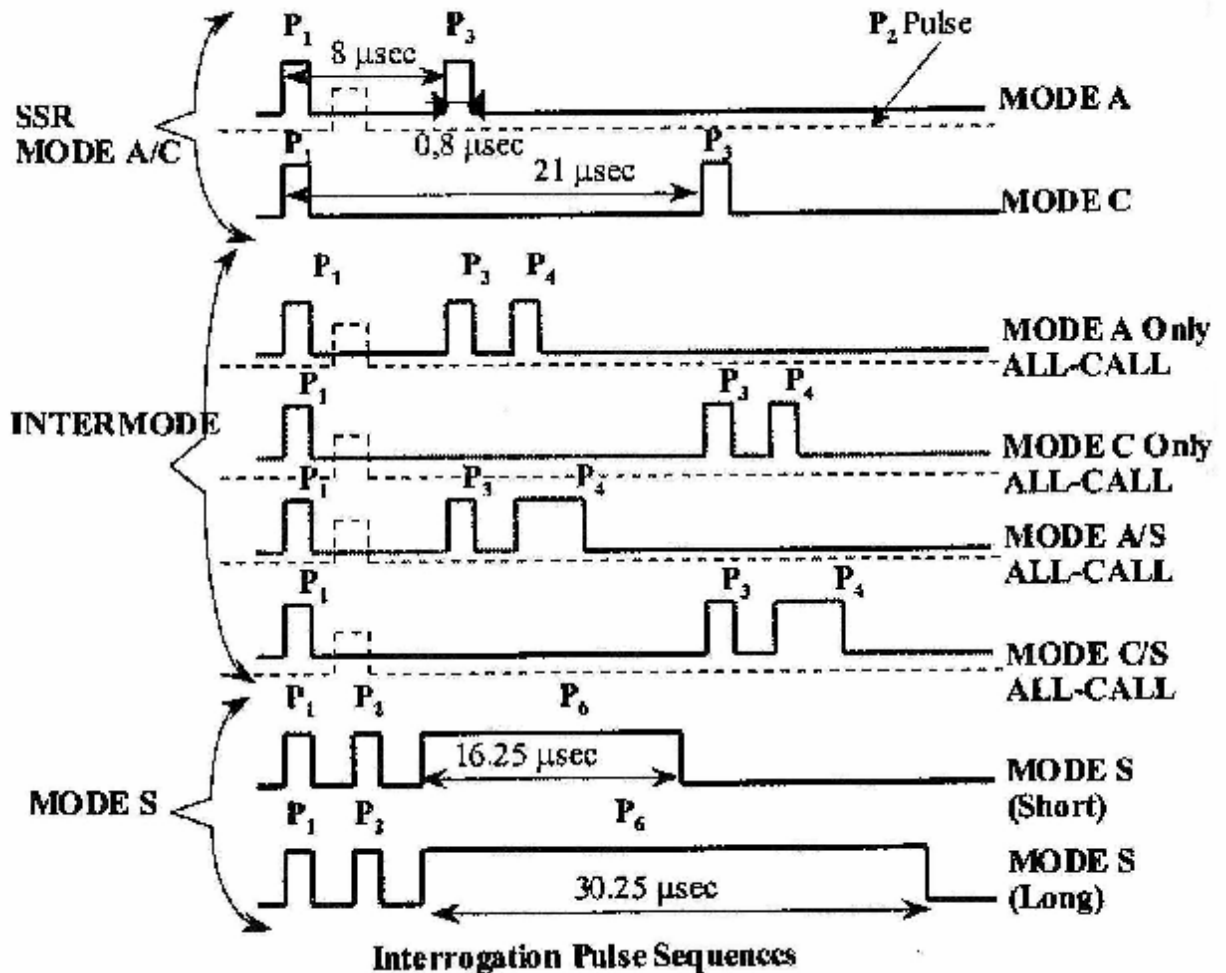 P₁ P₃ P₂ Pulse
8 μsec
MODE A
SSR
MODE A/C
0,8 μsec
P₁ P₃
21 μsec
MODE C
P₁ P₃ P₄
MODE A Only
ALL-CALL
INTERMODE
P₁ P₃ P₄
MODE C Only
ALL-CALL
P₁ P₃ P₄
MODE A/S
ALL-CALL
P₁ P₃ P₄
MODE C/S
ALL-CALL
P₁ P₂ P₆
16.25 μsec
MODE S
(Short)
MODE S
P₁ P₂ P₆
30.25 μsec
MODE S
(Long)
Interrogation Pulse Sequences